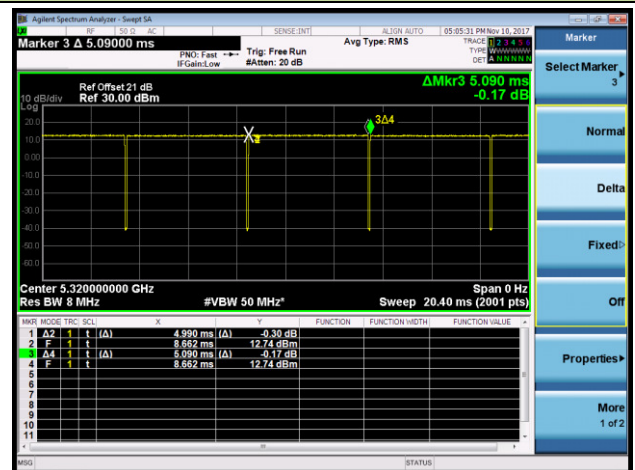 Agilent Spectrum Analyzer - Swept SA
RF 50 Ω AC SENSE:INT ALIGN AUTO 05:05:31 PM Nov 10, 2017
Marker 3 Δ 5.09000 ms
PNO: Fast
IFGain:Low
Trig: Free Run
#Atten: 20 dB
Avg Type: RMS
TRACE 1 2 3 4 5 6
TYPE WWWWWW
DET A N N N N N
ΔMkr3 5.090 ms
-0.17 dB
Ref Offset 21 dB
10 dB/div Ref 30.00 dBm
Log
20.0
10.0
0.00
-10.0
-20.0
-30.0
-40.0
-50.0
-60.0
3Δ4
X
Center 5.320000000 GHz Span 0 Hz
Res BW 8 MHz #VBW 50 MHz* Sweep 20.40 ms (2001 pts)
MKR MODE TRC SCL X Y FUNCTION FUNCTION WIDTH FUNCTION VALUE
1 Δ2 1 t (Δ) 4.990 ms (Δ) -0.30 dB
2 F 1 t 8.662 ms 12.74 dBm
3 Δ4 1 t (Δ) 5.090 ms (Δ) -0.17 dB
4 F 1 t 8.662 ms 12.74 dBm
5
6
7
8
9
10
11
MSG STATUS
Marker
Select Marker
3
Normal
Delta
Fixed
Off
Properties
More
1 of 2